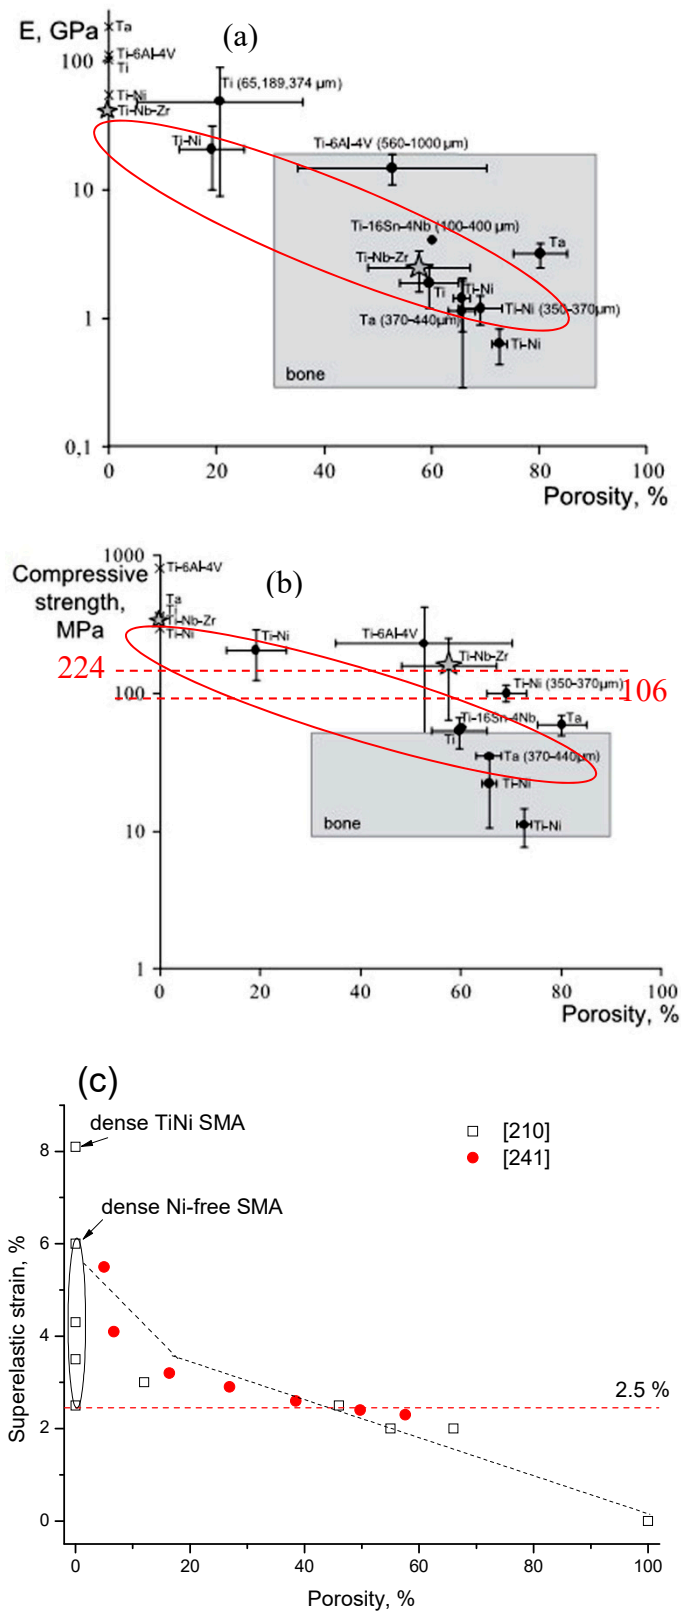 E, GPa
(a)
Ta
Ti-6Al-4V
Ti
100
Ti-Ni
Ti-Nb-Zr
Ti (65,189,374 µm)
Ti-Ni
Ti-6Al-4V (560-1000 µm)
10
Ti-16Sn-4Nb (100-400 µm)
Ta
Ti-Nb-Zr
Ti
Ti-Ni
Ti-Ni (350-370µm)
Ta (370-440µm)
1
Ti-Ni
bone
0,1
0 20 40 60 80 100
Porosity, %
1000
Compressive
strength,
MPa
(b)
Ti-6Al-4V
Ta
Ti
Ti-Nb-Zr
Ti-Ni
Ti-Ni
Ti-6Al-4V
Ti-Nb-Zr
224
Ti-Ni (350-370µm)
106
100
Ti-16Sn-4Nb
Ta
Ti
Ta (370-440µm)
Ti-Ni
bone
Ti-Ni
10
1
0 20 40 60 80 100
Porosity, %
(c)
dense TiNi SMA
[210]
[241]
8
dense Ni-free SMA
6
Superelastic strain, %
4
2.5 %
2
0
0 20 40 60 80 100
Porosity, %